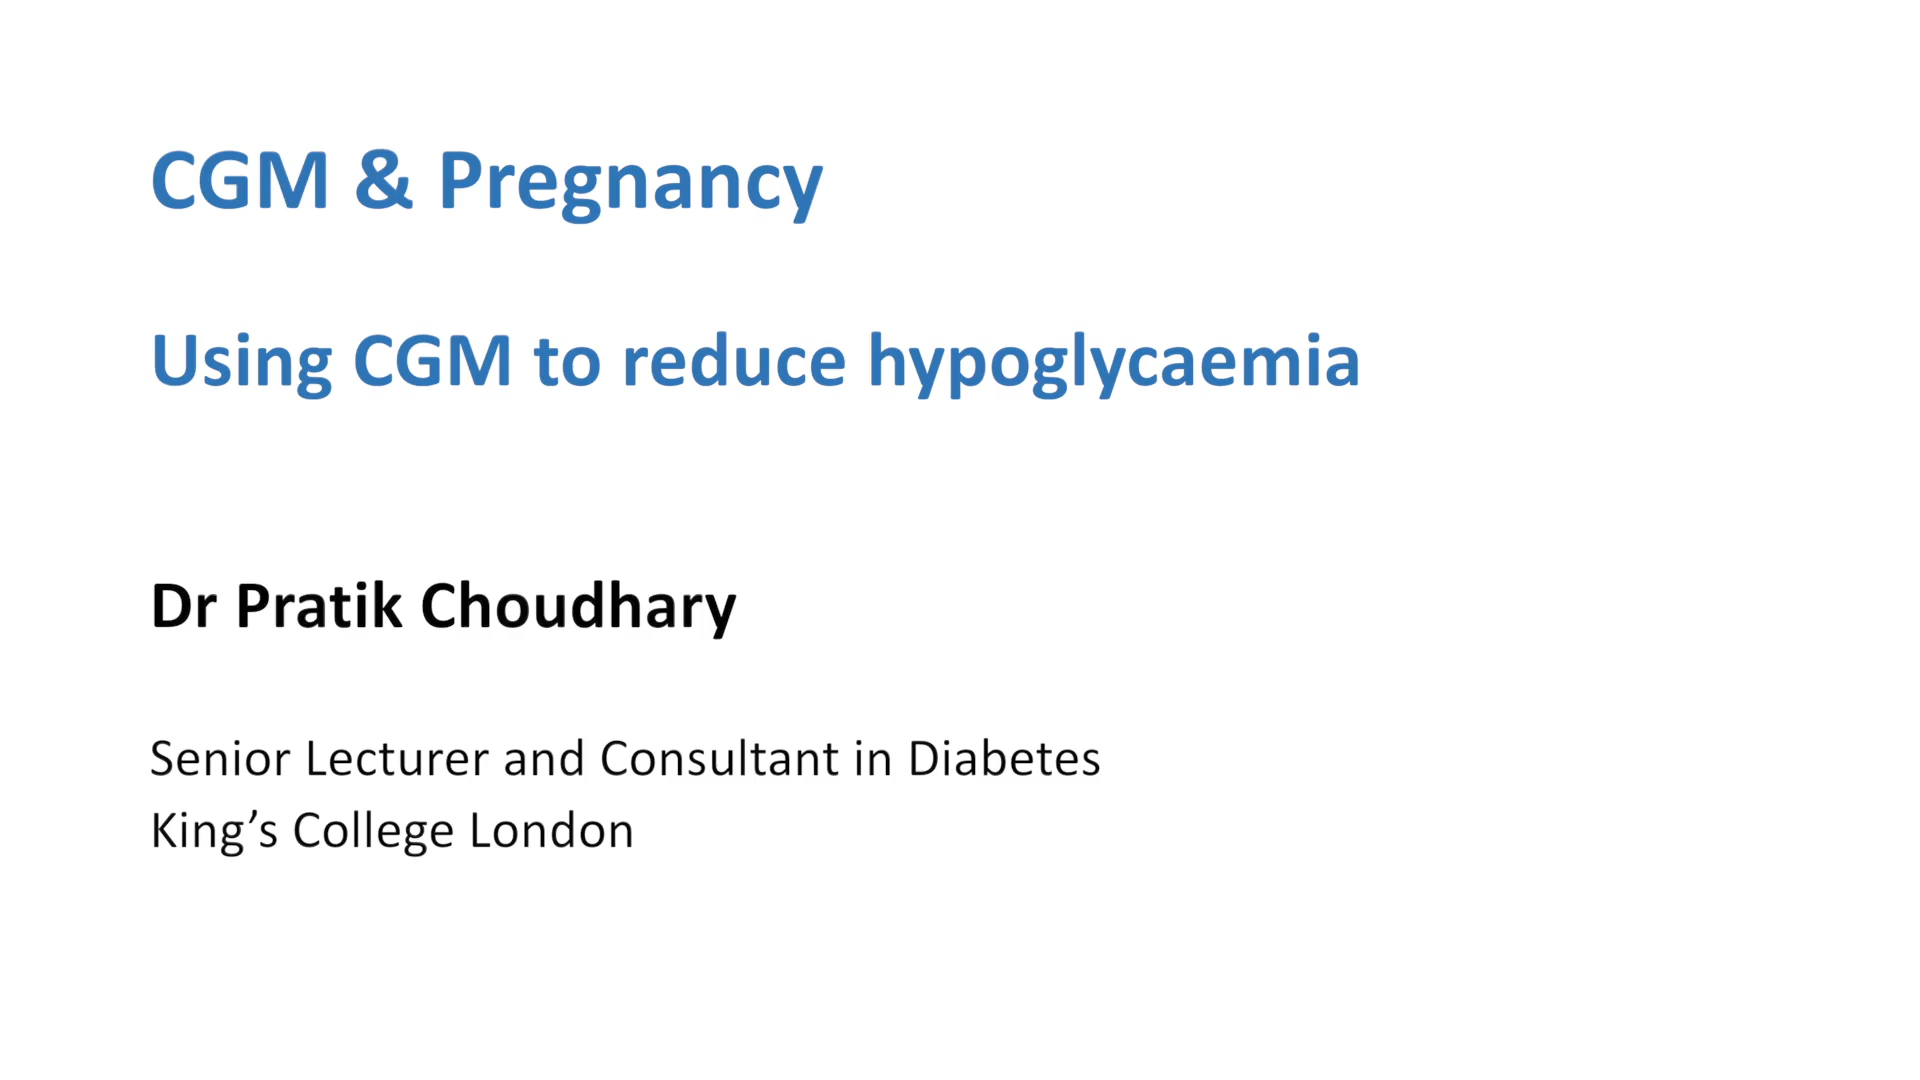 CGM & Pregnancy
Using CGM to reduce hypoglycaemia
Dr Pratik Choudhary
Senior Lecturer and Consultant in Diabetes
King’s College London